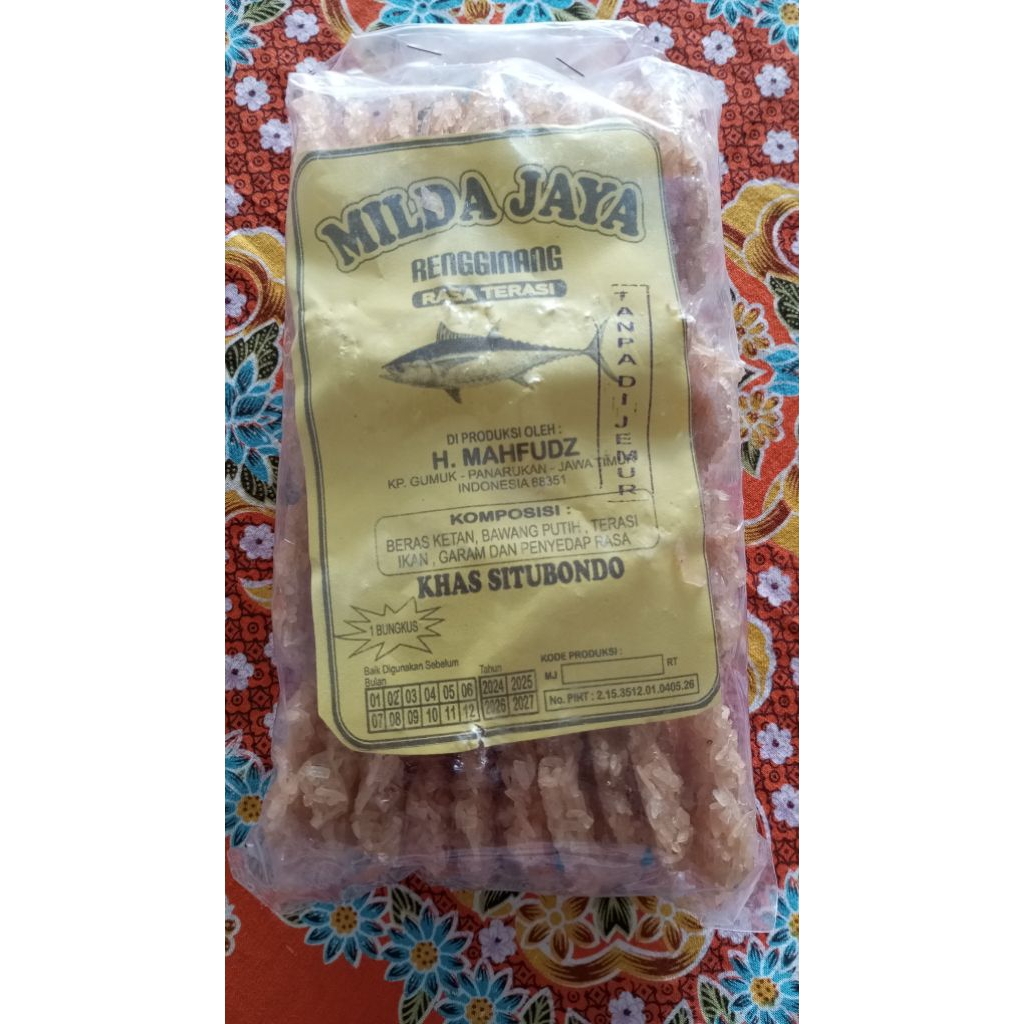 MILDA JAYA
RENGGINANG
RASA TERASI
TANPA DI JEMUR
DI PRODUKSI OLEH :
H. MAHFUDZ
KP. GUMUK - PANARUKAN - JAWA TIMUR
INDONESIA 68351
KOMPOSISI :
BERAS KETAN, BAWANG PUTIH , TERASI
IKAN , GARAM DAN PENYEDAP RASA
KHAS SITUBONDO
1 BUNGKUS
Baik Digunakan Sebelum
Bulan Tahun
01 02 03 04 05 06 2024 2025
07 08 09 10 11 12 2026 2027
KODE PRODUKSI :
MJ RT
No. PIRT : 2.15.3512.01.0405.26